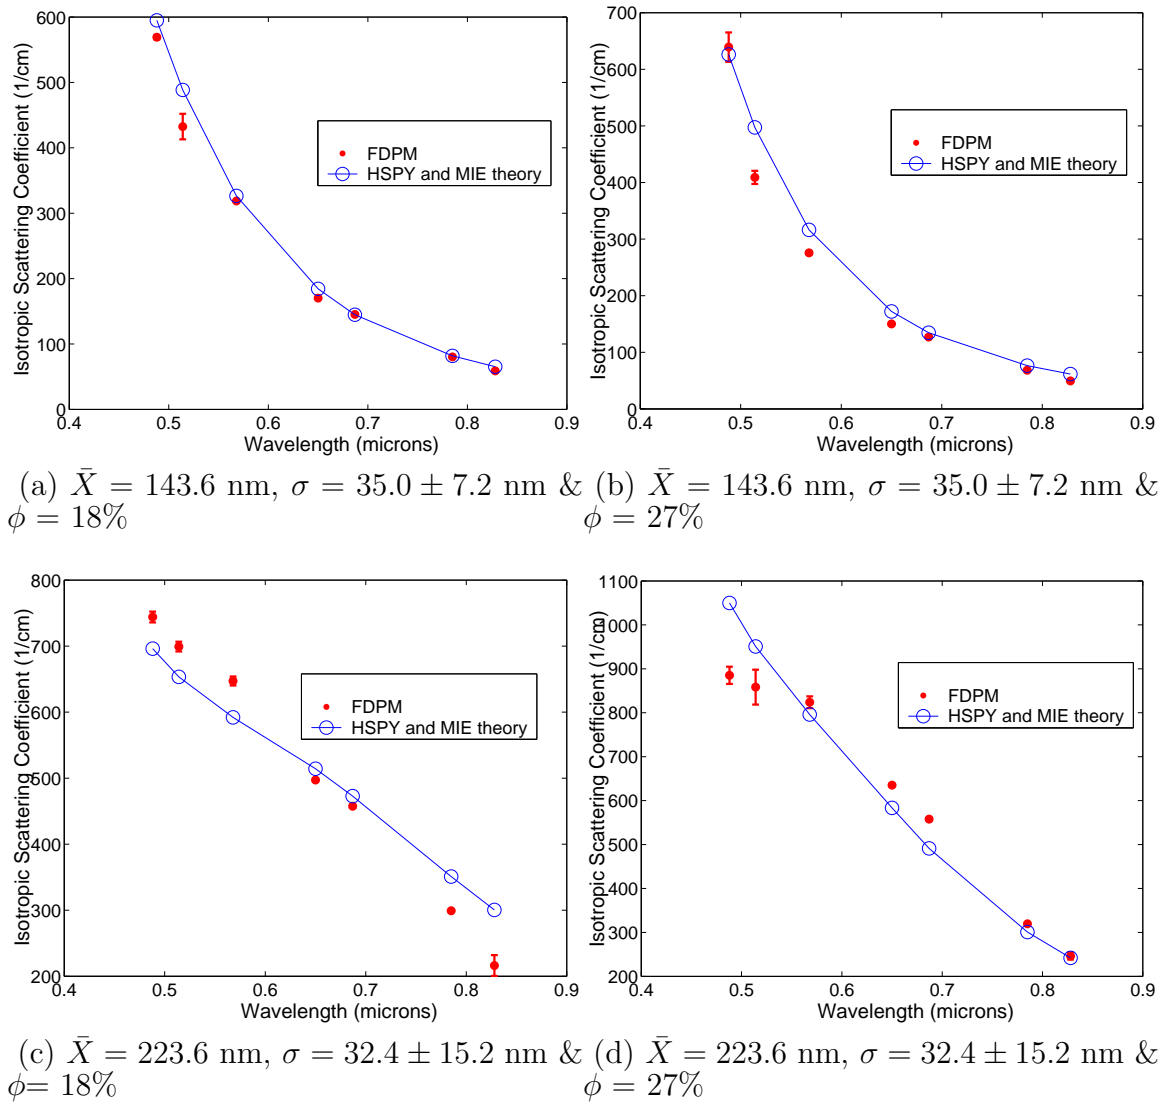 600
500
400
300
200
100
0
0.4 0.5 0.6 0.7 0.8 0.9
Wavelength (microns)
Isotropic Scattering Coefficient (1/cm)
FDPM
HSPY and MIE theory
(a) X̄ = 143.6 nm, σ = 35.0 ± 7.2 nm &
ϕ = 18%
700
600
500
400
300
200
100
0
0.4 0.5 0.6 0.7 0.8 0.9
Wavelength (microns)
Isotropic Scattering Coefficient (1/cm)
FDPM
HSPY and MIE theory
(b) X̄ = 143.6 nm, σ = 35.0 ± 7.2 nm &
ϕ = 27%
800
700
600
500
400
300
200
0.4 0.5 0.6 0.7 0.8 0.9
Wavelength (microns)
Isotropic Scattering Coefficient (1/cm)
FDPM
HSPY and MIE theory
(c) X̄ = 223.6 nm, σ = 32.4 ± 15.2 nm &
ϕ= 18%
1100
1000
900
800
700
600
500
400
300
200
0.4 0.5 0.6 0.7 0.8 0.9
Wavelength (microns)
Isotropic Scattering Coefficient (1/cm)
FDPM
HSPY and MIE theory
(d) X̄ = 223.6 nm, σ = 32.4 ± 15.2 nm &
ϕ = 27%